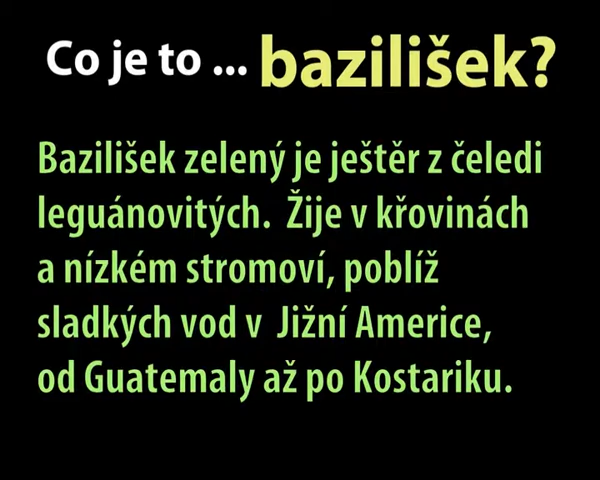 Co je to ... bazilišek?
Bazilišek zelený je ještěr z čeledi
leguánovitých.  Žije v křovinách
a nízkém stromoví, poblíž
sladkých vod v  Jižní Americe,
od Guatemaly až po Kostariku.